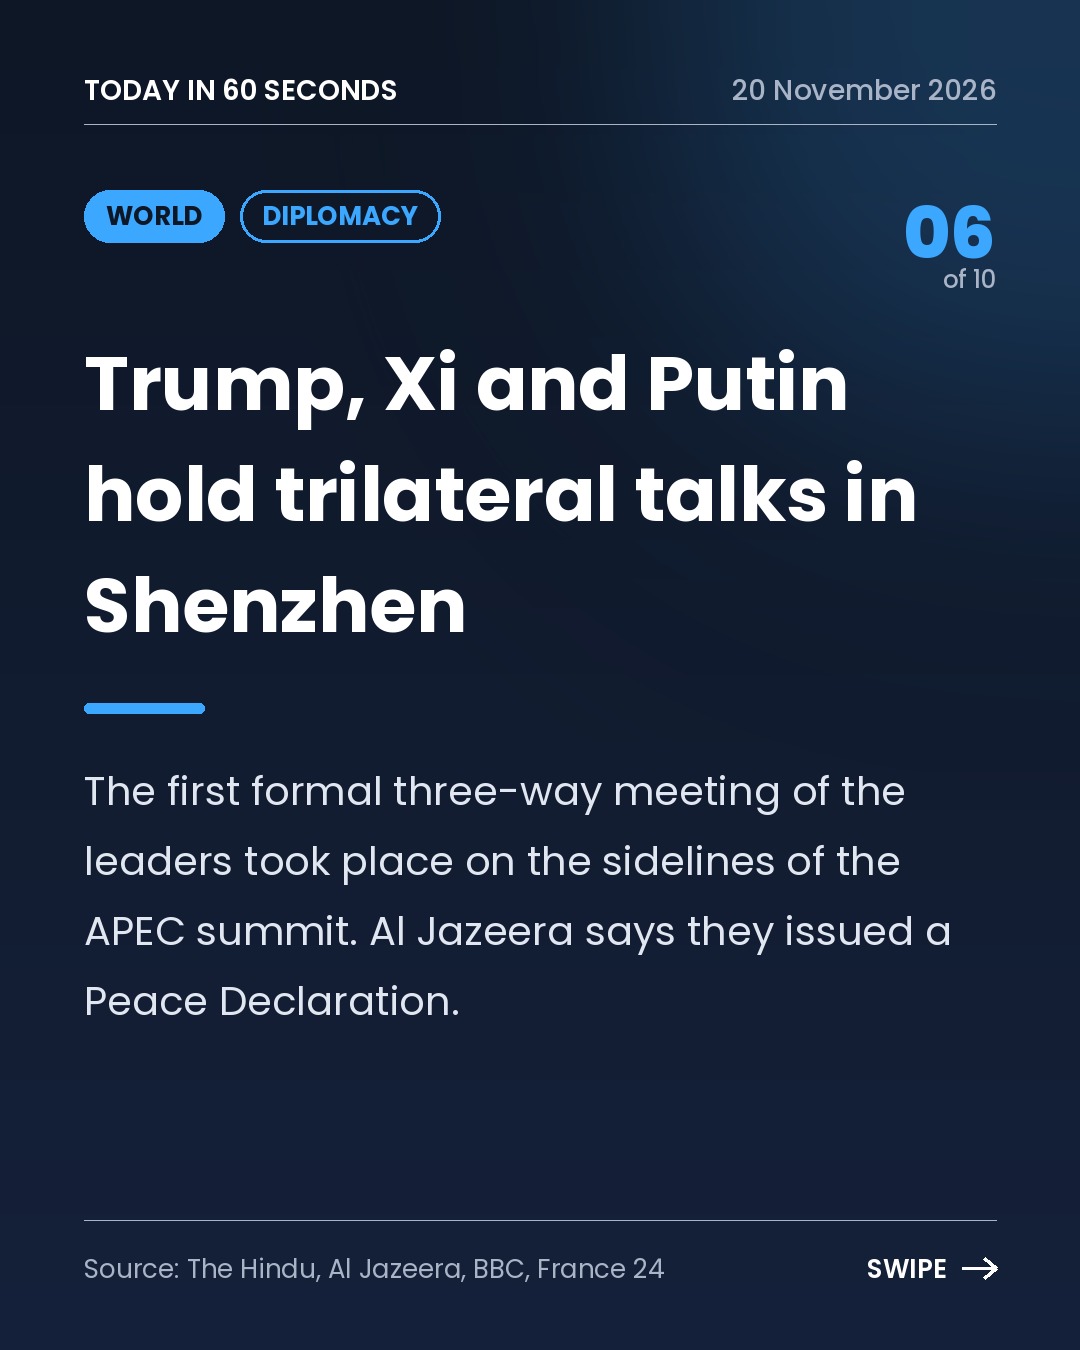 TODAY IN 60 SECONDS
20 November 2026
WORLD
DIPLOMACY
06
of 10
Trump, Xi and Putin
hold trilateral talks in
Shenzhen
The first formal three-way meeting of the
leaders took place on the sidelines of the
APEC summit. Al Jazeera says they issued a
Peace Declaration.
Source: The Hindu, Al Jazeera, BBC, France 24
SWIPE